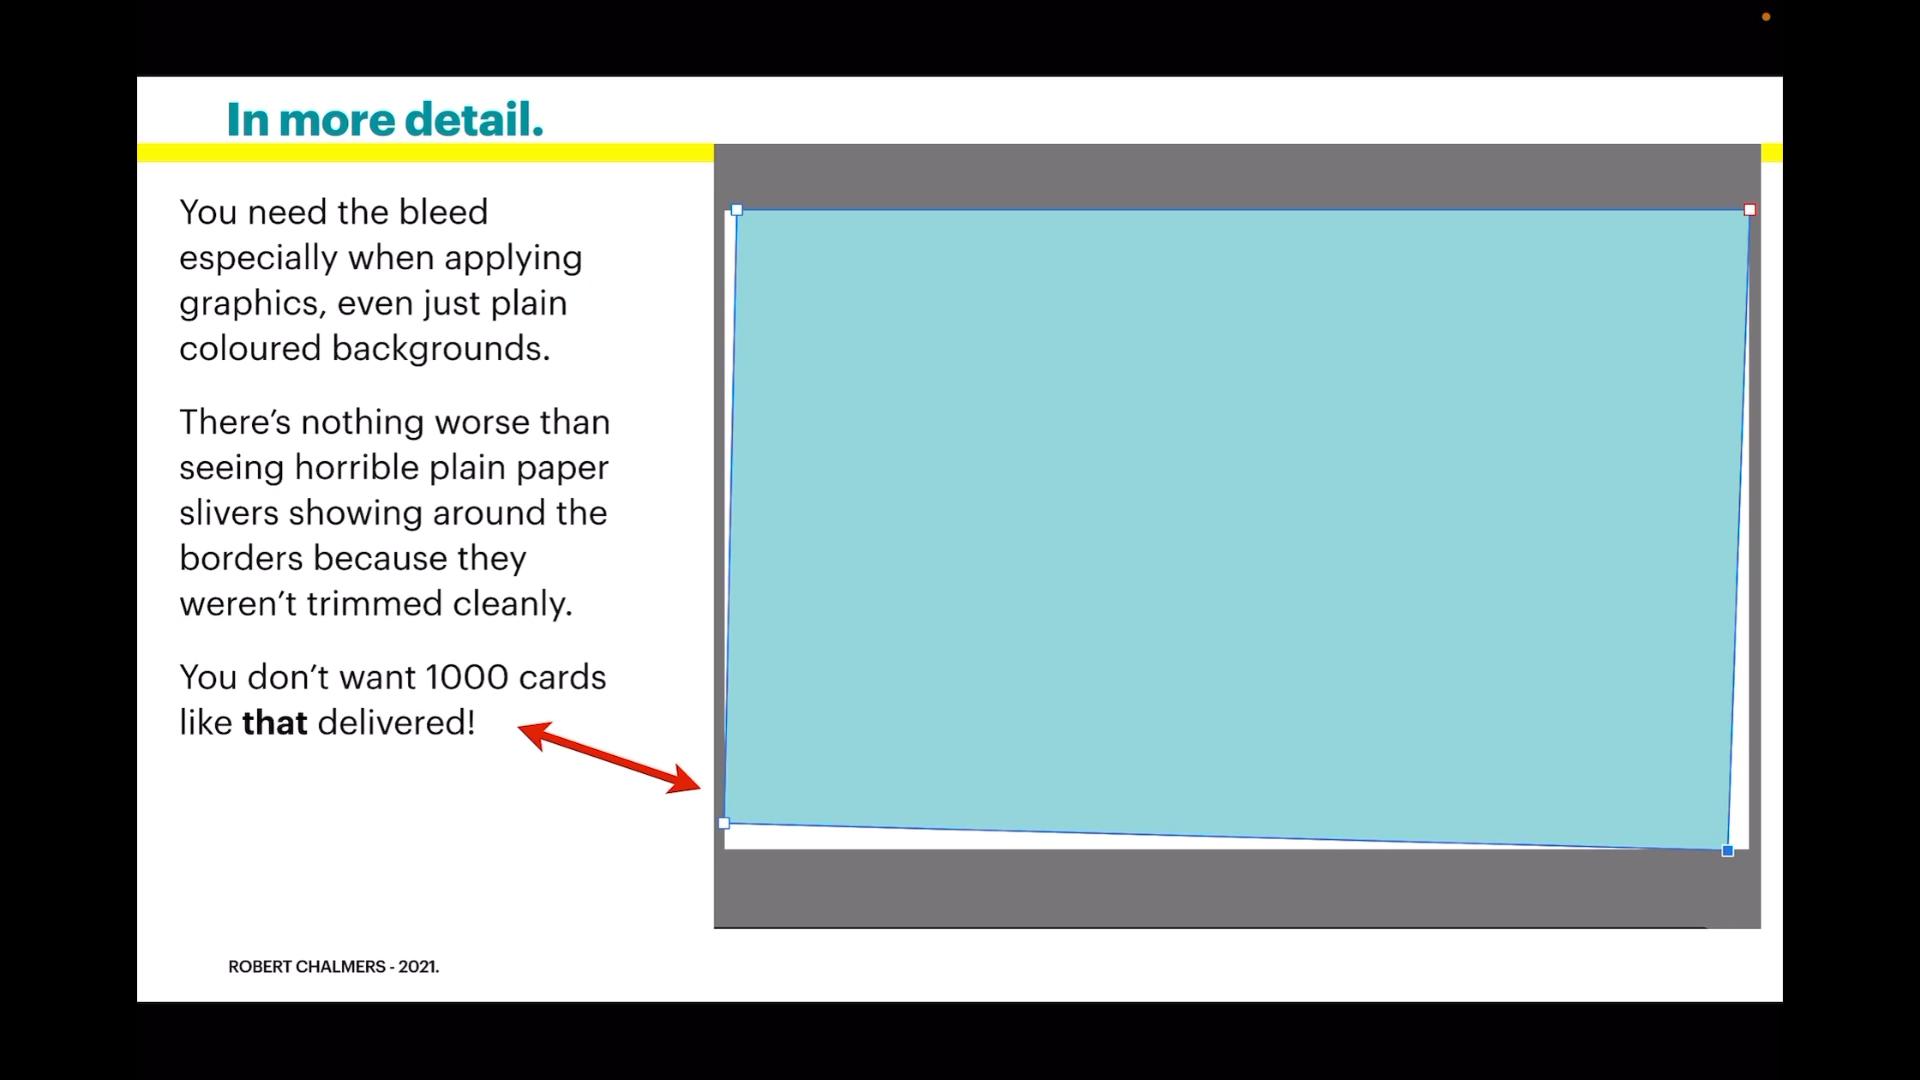 In more detail.
You need the bleed
especially when applying
graphics, even just plain
coloured backgrounds.
There’s nothing worse than
seeing horrible plain paper
slivers showing around the
borders because they
weren’t trimmed cleanly.
You don’t want 1000 cards
like that delivered!
ROBERT CHALMERS - 2021.